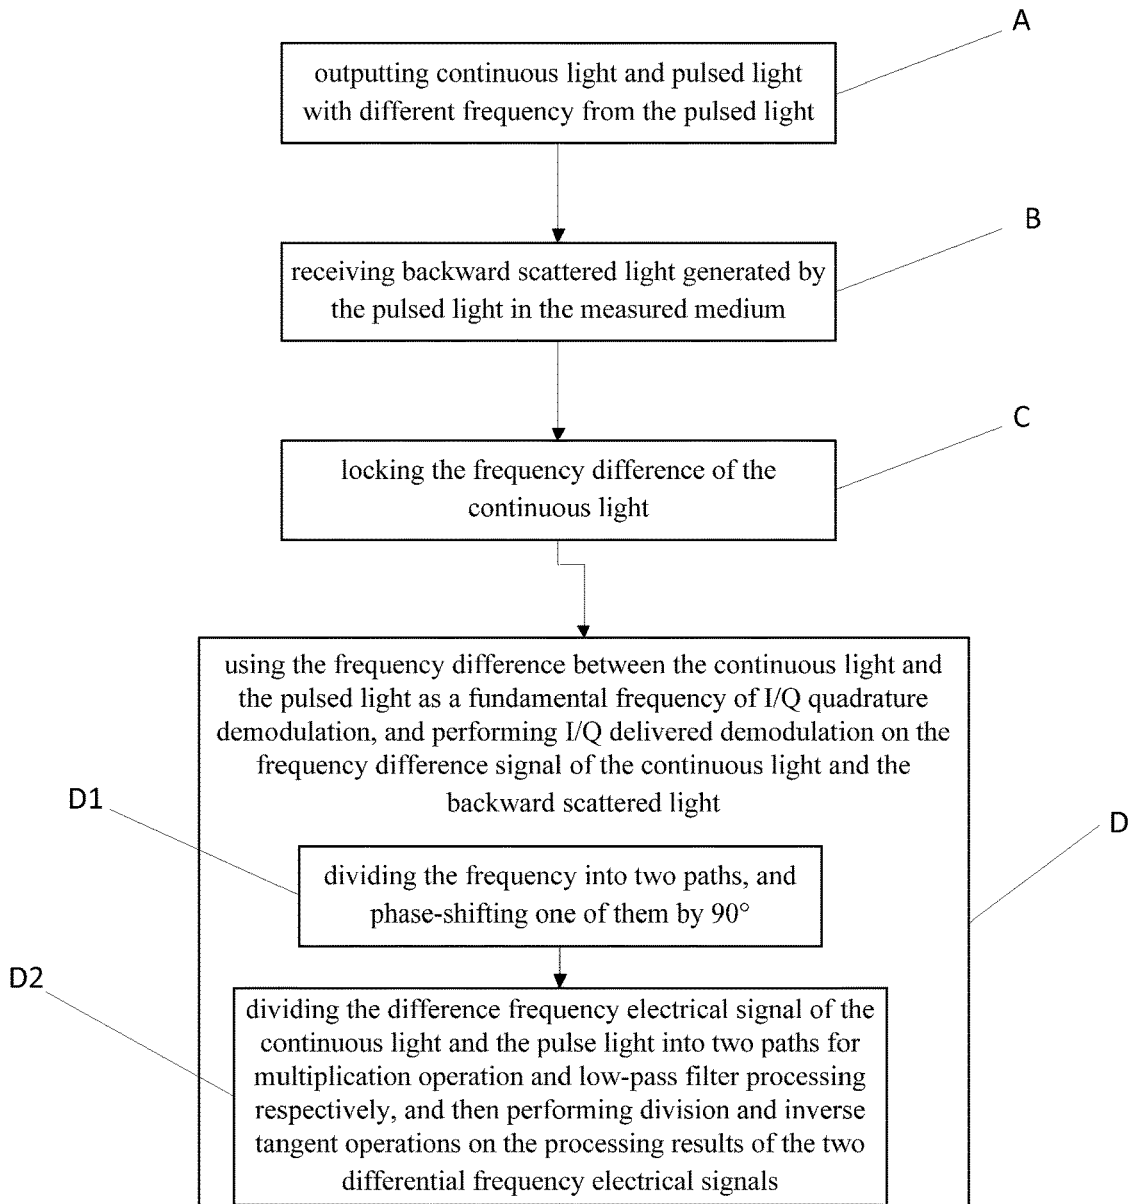 A
outputting continuous light and pulsed light
with different frequency from the pulsed light
B
receiving backward scattered light generated by
the pulsed light in the measured medium
C
locking the frequency difference of the
continuous light
using the frequency difference between the continuous light and
the pulsed light as a fundamental frequency of I/Q quadrature
demodulation, and performing I/Q delivered demodulation on the
frequency difference signal of the continuous light and the
backward scattered light
D1
D
dividing the frequency into two paths, and
phase-shifting one of them by 90°
D2
dividing the difference frequency electrical signal of the
continuous light and the pulse light into two paths for
multiplication operation and low-pass filter processing
respectively, and then performing division and inverse
tangent operations on the processing results of the two
differential frequency electrical signals